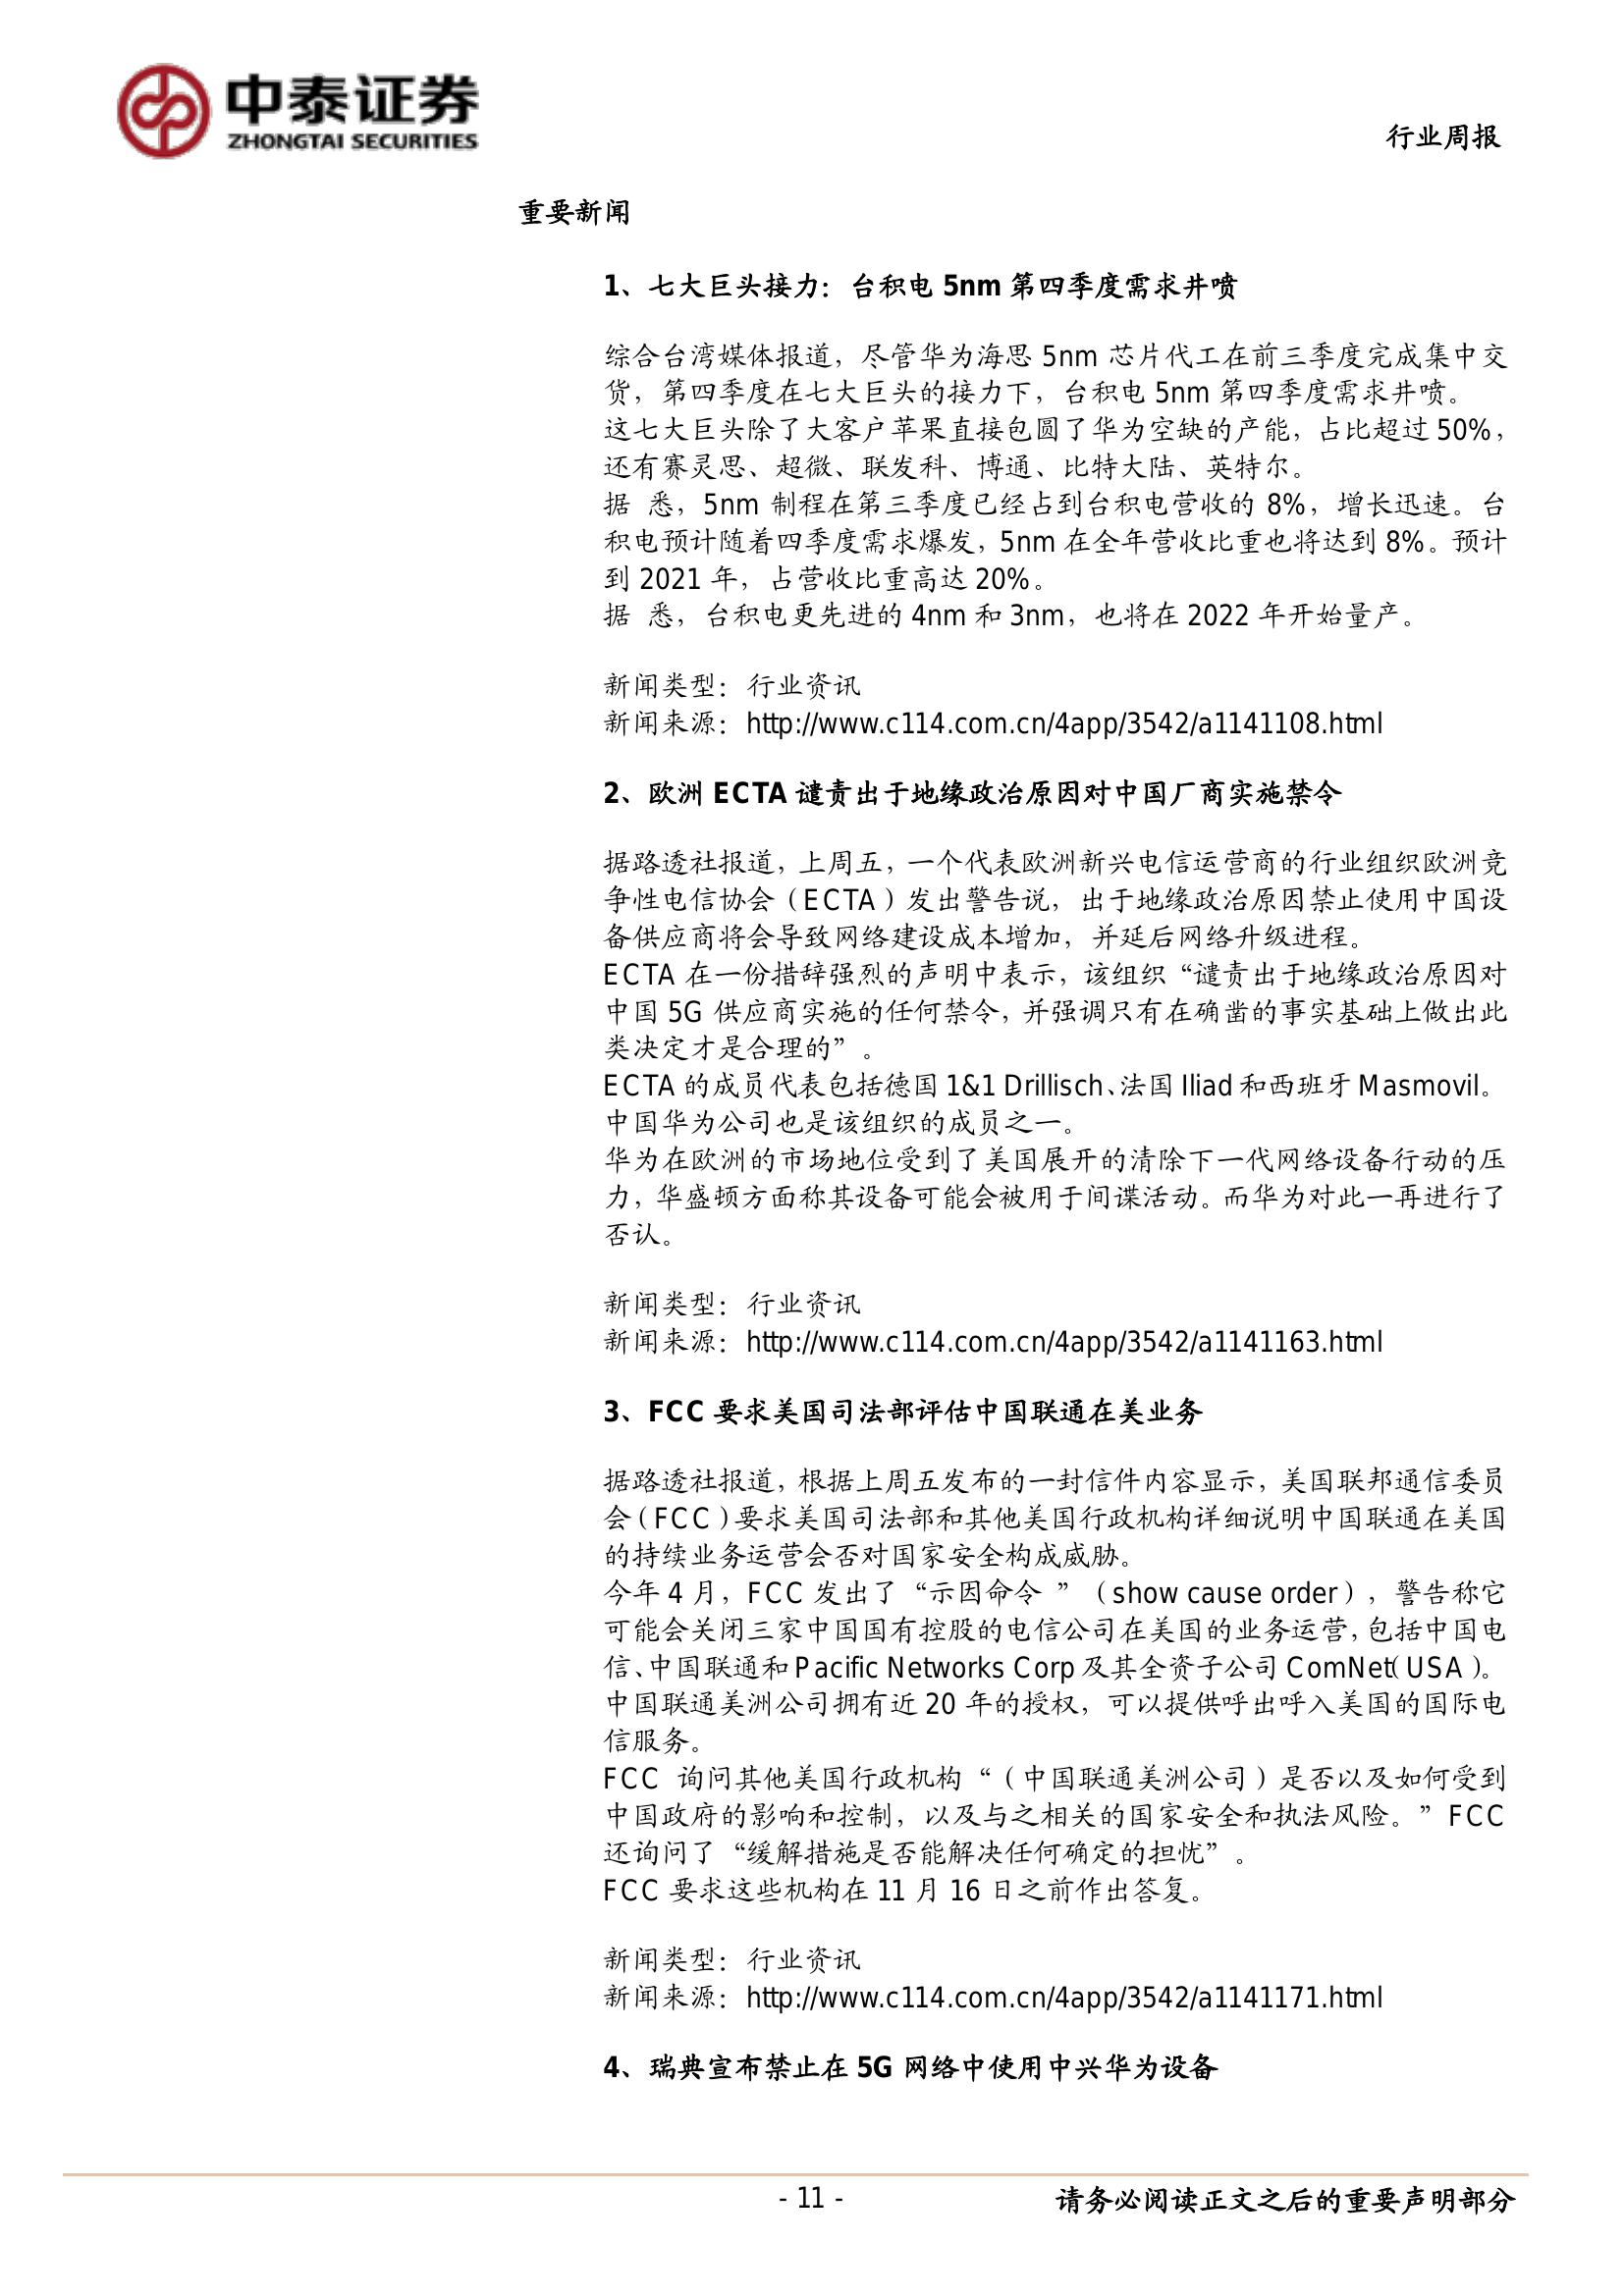 中泰证券
ZHONGTAI SECURITIES
行业周报
重要新闻
1、七大巨头接力：台积电 5nm 第四季度需求井喷
综合台湾媒体报道，尽管华为海思 5nm 芯片代工在前三季度完成集中交
货，第四季度在七大巨头的接力下，台积电 5nm 第四季度需求井喷。
这七大巨头除了大客户苹果直接包圆了华为空缺的产能，占比超过 50%，
还有赛灵思、超微、联发科、博通、比特大陆、英特尔。
据 悉，5nm 制程在第三季度已经占到台积电营收的 8%，增长迅速。台
积电预计随着四季度需求爆发，5nm 在全年营收比重也将达到 8%。预计
到 2021 年，占营收比重高达 20%。
据 悉，台积电更先进的 4nm 和 3nm，也将在 2022 年开始量产。
新闻类型：行业资讯
新闻来源：http://www.c114.com.cn/4app/3542/a1141108.html
2、欧洲 ECTA 谴责出于地缘政治原因对中国厂商实施禁令
据路透社报道，上周五，一个代表欧洲新兴电信运营商的行业组织欧洲竞
争性电信协会（ECTA）发出警告说，出于地缘政治原因禁止使用中国设
备供应商将会导致网络建设成本增加，并延后网络升级进程。
ECTA 在一份措辞强烈的声明中表示，该组织“谴责出于地缘政治原因对
中国 5G 供应商实施的任何禁令，并强调只有在确凿的事实基础上做出此
类决定才是合理的”。
ECTA 的成员代表包括德国 1&1 Drillisch、法国 Iliad 和西班牙 Masmovil。
中国华为公司也是该组织的成员之一。
华为在欧洲的市场地位受到了美国展开的清除下一代网络设备行动的压
力，华盛顿方面称其设备可能会被用于间谍活动。而华为对此一再进行了
否认。
新闻类型：行业资讯
新闻来源：http://www.c114.com.cn/4app/3542/a1141163.html
3、FCC 要求美国司法部评估中国联通在美业务
据路透社报道，根据上周五发布的一封信件内容显示，美国联邦通信委员
会（FCC）要求美国司法部和其他美国行政机构详细说明中国联通在美国
的持续业务运营会否对国家安全构成威胁。
今年 4 月，FCC 发出了“示因命令 ”（show cause order），警告称它
可能会关闭三家中国国有控股的电信公司在美国的业务运营，包括中国电
信、中国联通和 Pacific Networks Corp 及其全资子公司 ComNet（USA）。
中国联通美洲公司拥有近 20 年的授权，可以提供呼出呼入美国的国际电
信服务。
FCC 询问其他美国行政机构“（中国联通美洲公司）是否以及如何受到
中国政府的影响和控制，以及与之相关的国家安全和执法风险。”FCC
还询问了“缓解措施是否能解决任何确定的担忧”。
FCC 要求这些机构在 11 月 16 日之前作出答复。
新闻类型：行业资讯
新闻来源：http://www.c114.com.cn/4app/3542/a1141171.html
4、瑞典宣布禁止在 5G 网络中使用中兴华为设备
- 11 -
请务必阅读正文之后的重要声明部分